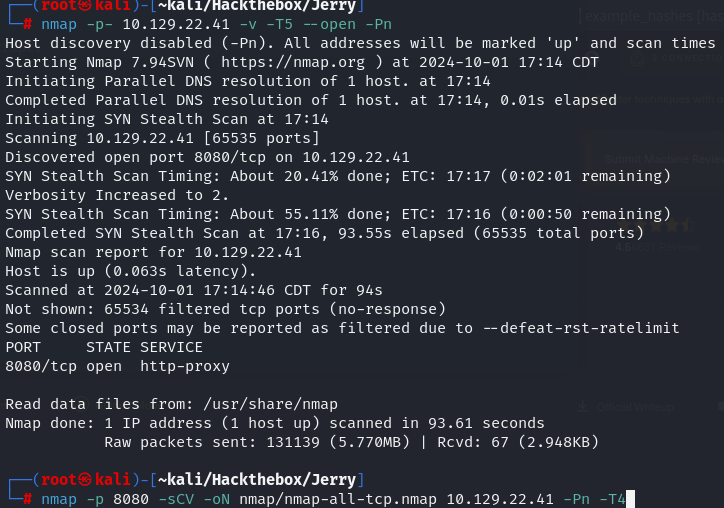 ┌──(root㉿kali)-[~kali/Hackthebox/Jerry]
└─# nmap -p- 10.129.22.41 -v -T5 --open -Pn
Host discovery disabled (-Pn). All addresses will be marked 'up' and scan times
Starting Nmap 7.94SVN ( https://nmap.org ) at 2024-10-01 17:14 CDT
Initiating Parallel DNS resolution of 1 host. at 17:14
Completed Parallel DNS resolution of 1 host. at 17:14, 0.01s elapsed
Initiating SYN Stealth Scan at 17:14
Scanning 10.129.22.41 [65535 ports]
Discovered open port 8080/tcp on 10.129.22.41
SYN Stealth Scan Timing: About 20.41% done; ETC: 17:17 (0:02:01 remaining)
Verbosity Increased to 2.
SYN Stealth Scan Timing: About 55.11% done; ETC: 17:16 (0:00:50 remaining)
Completed SYN Stealth Scan at 17:16, 93.55s elapsed (65535 total ports)
Nmap scan report for 10.129.22.41
Host is up (0.063s latency).
Scanned at 2024-10-01 17:14:46 CDT for 94s
Not shown: 65534 filtered tcp ports (no-response)
Some closed ports may be reported as filtered due to --defeat-rst-ratelimit
PORT     STATE SERVICE
8080/tcp open  http-proxy

Read data files from: /usr/share/nmap
Nmap done: 1 IP address (1 host up) scanned in 93.61 seconds
           Raw packets sent: 131139 (5.770MB) | Rcvd: 67 (2.948KB)

┌──(root㉿kali)-[~kali/Hackthebox/Jerry]
└─# nmap -p 8080 -sCV -oN nmap/nmap-all-tcp.nmap 10.129.22.41 -Pn -T4